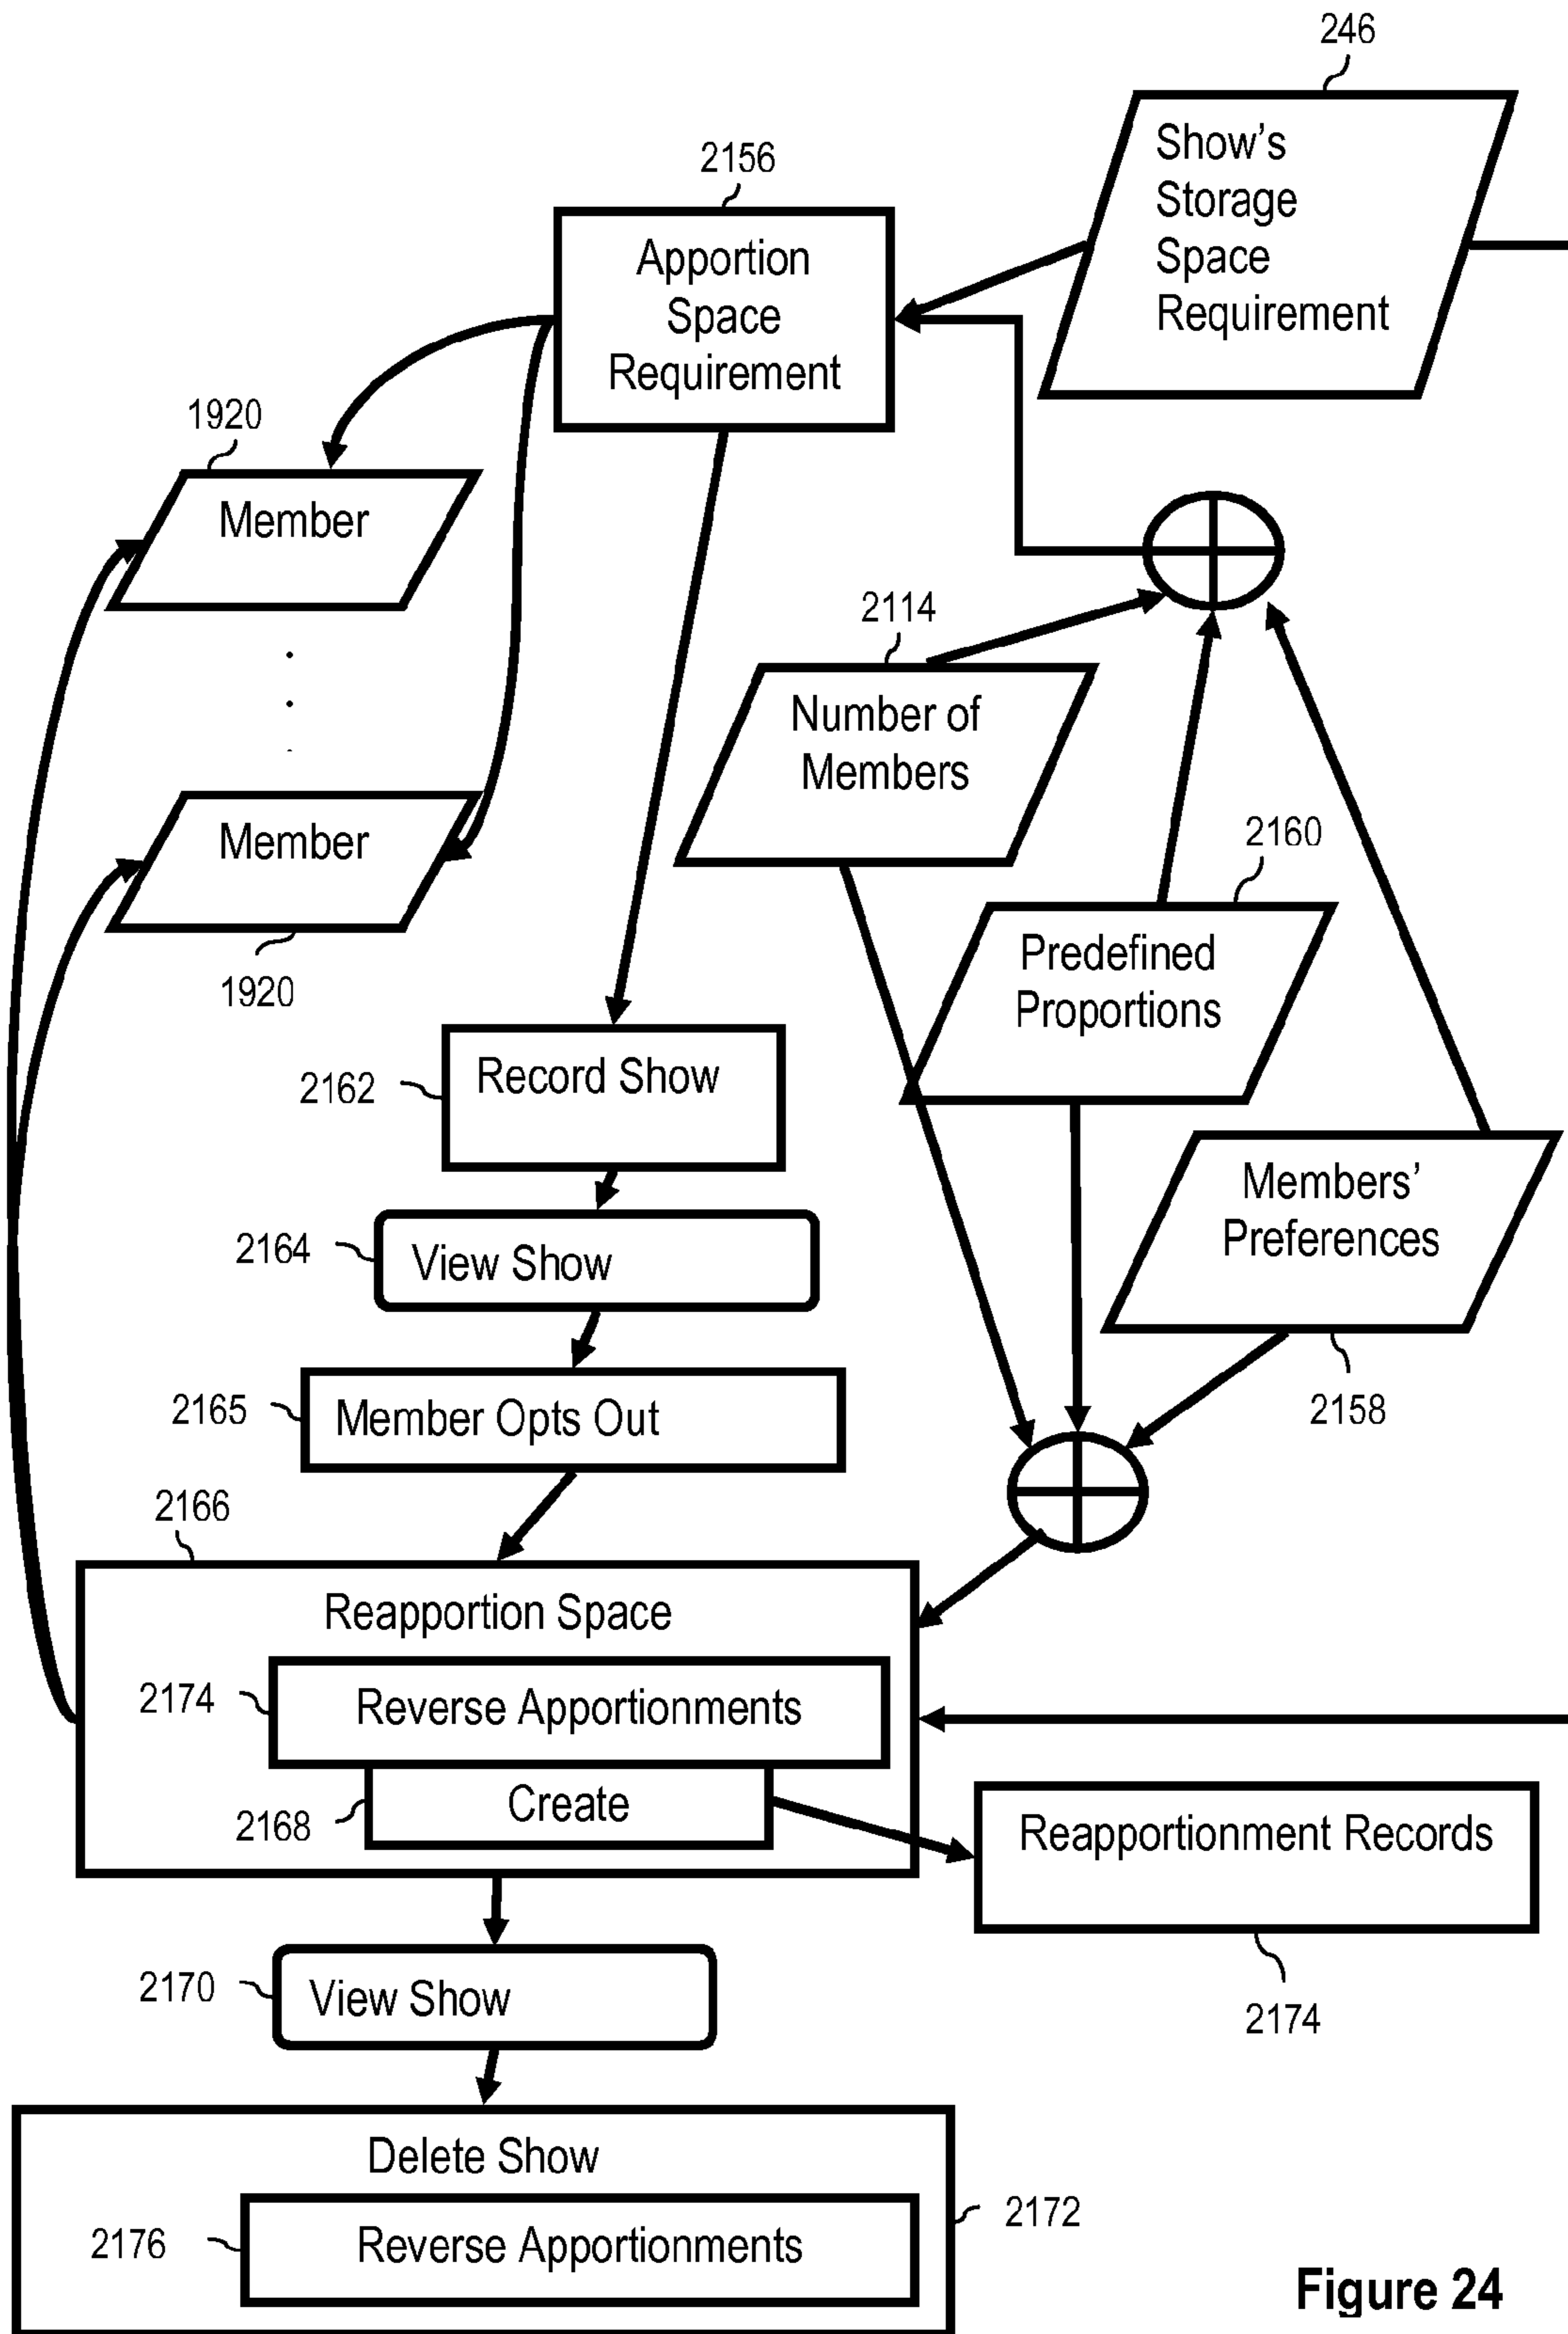 246
Show's
Storage
Space
Requirement
2156
Apportion
Space
Requirement
1920
Member
.
.
.
Member
1920
2114
Number of
Members
2160
Predefined
Proportions
Members'
Preferences
2158
2162
Record Show
2164
View Show
2165
Member Opts Out
2166
Reapportion Space
2174
Reverse Apportionments
2168
Create
Reapportionment Records
2174
2170
View Show
Delete Show
2172
2176
Reverse Apportionments
Figure 24